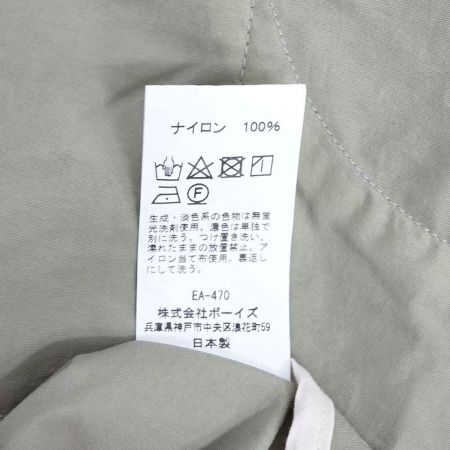 ナイロン 100%
生成・淡色系の色物は無蛍
光洗剤使用。濃色は単独で
別に洗う。つけ置き洗い、
濡れたままの放置禁止。ア
イロン当て布使用。裏返し
にして洗う。
EA-470
株式会社ボーイズ
兵庫県神戸市中央区浪花町59
日本製